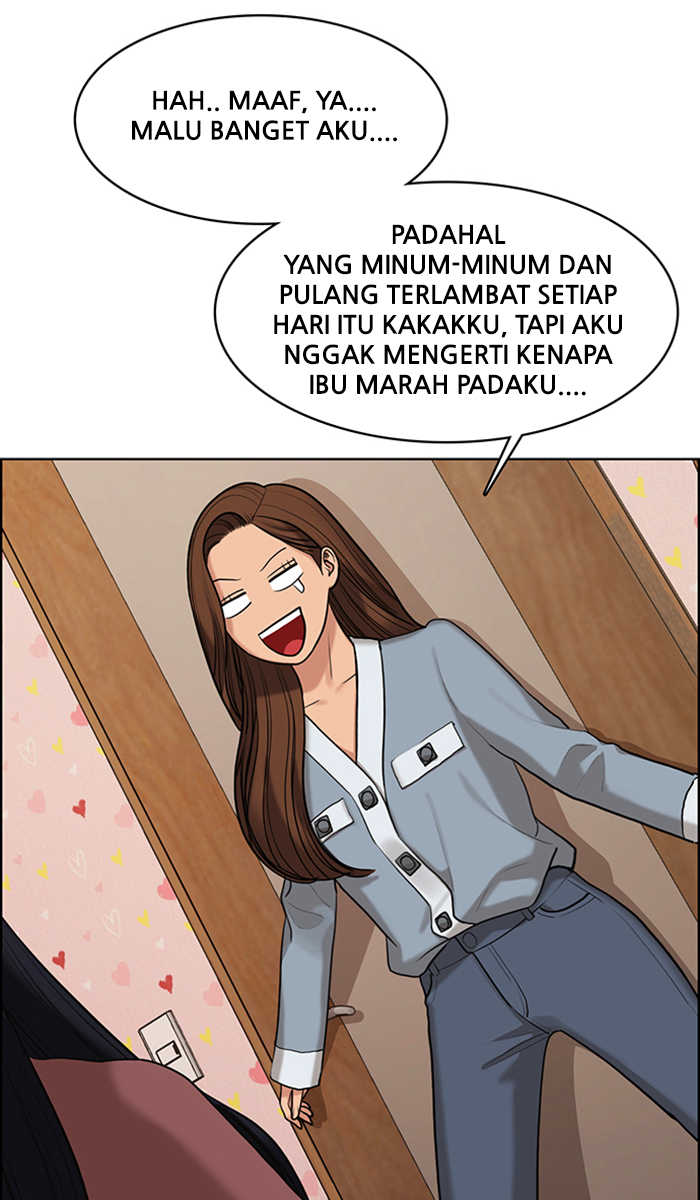 HAH.. MAAF, YA....
MALU BANGET AKU....
PADAHAL
YANG MINUM-MINUM DAN
PULANG TERLAMBAT SETIAP
HARI ITU KAKAKKU, TAPI AKU
NGGAK MENGERTI KENAPA
IBU MARAH PADAKU....